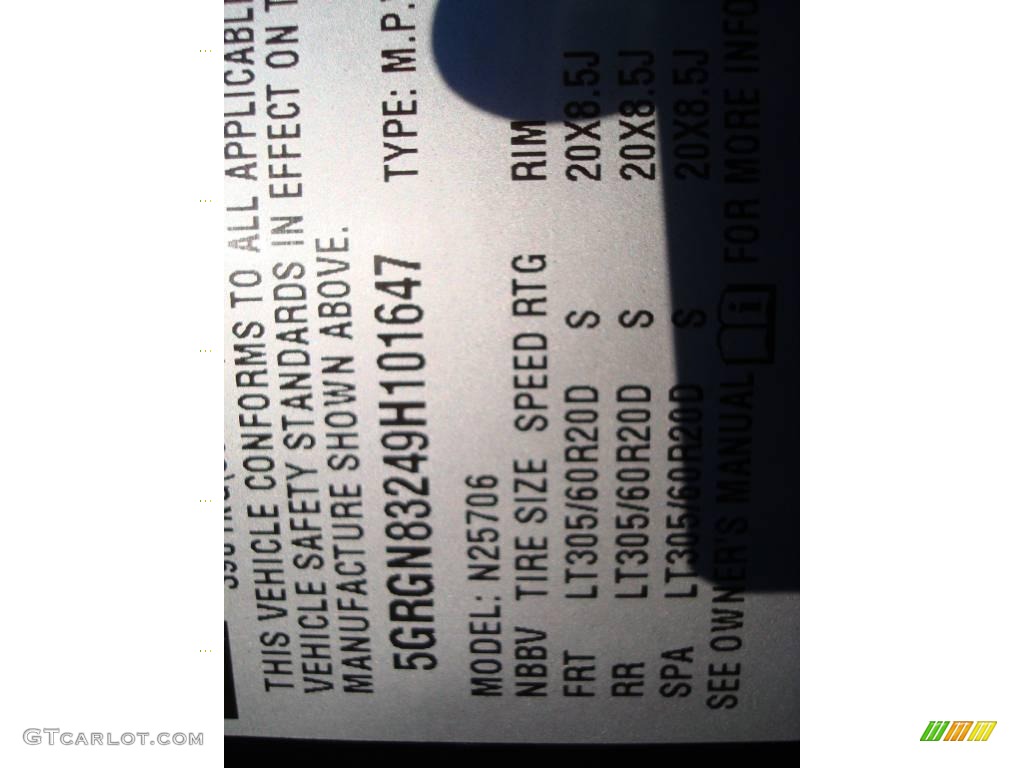 THIS VEHICLE CONFORMS TO ALL
VEHICLE SAFETY STANDARDS IN EFFECT ON
MANUFACTURE SHOWN ABOVE.
5GRGN83249H101647 TYPE: M.P.
MODEL: N25706
NBBV TIRE SIZE SPEED RTG RIM
FRT LT305/60R20D S 20X8.5J
RR LT305/60R20D S 20X8.5J
SPA LT305/60R20D S 20X8.5J
SEE OWNER'S MANUAL FOR MORE
GTCARLOT.COM